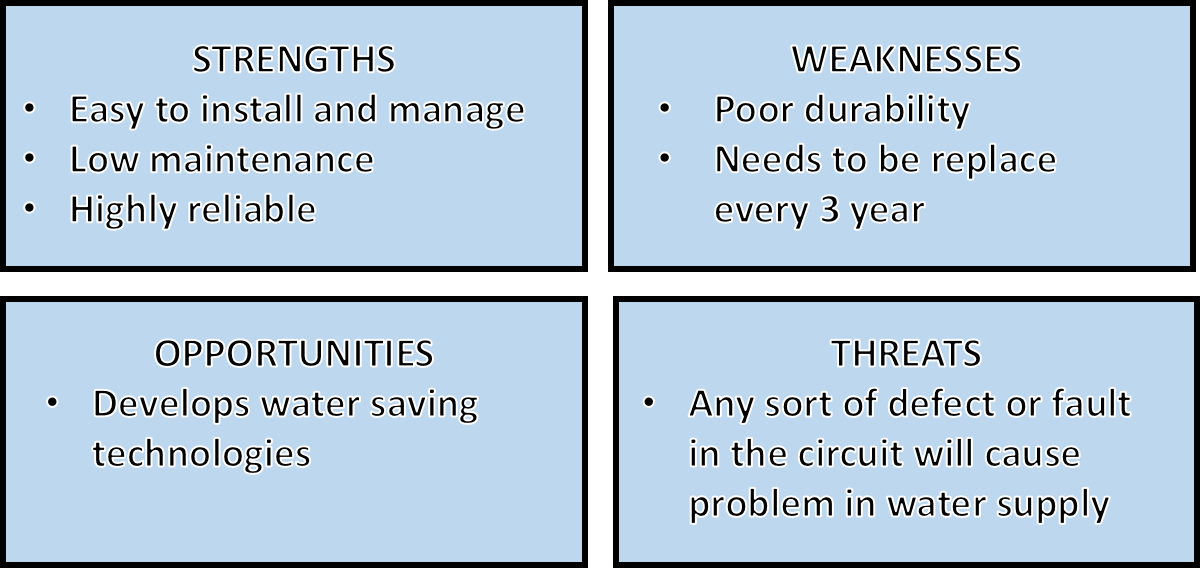 STRENGTHS
• Easy to install and manage
• Low maintenance
• Highly reliable
WEAKNESSES
• Poor durability
• Needs to be replace
every 3 year
OPPORTUNITIES
• Develops water saving
technologies
THREATS
• Any sort of defect or fault
in the circuit will cause
problem in water supply